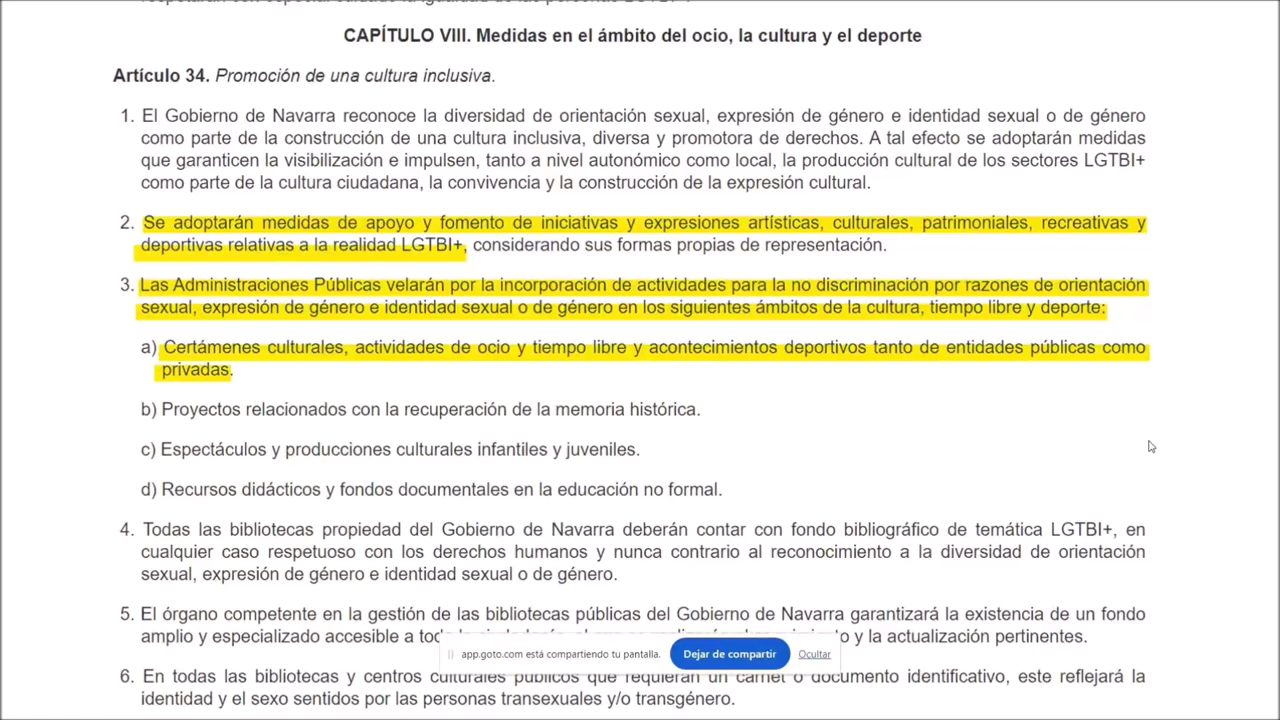 CAPÍTULO VIII. Medidas en el ámbito del ocio, la cultura y el deporte
Artículo 34. Promoción de una cultura inclusiva.
1. El Gobierno de Navarra reconoce la diversidad de orientación sexual, expresión de género e identidad sexual o de género
como parte de la construcción de una cultura inclusiva, diversa y promotora de derechos. A tal efecto se adoptarán medidas
que garanticen la visibilización e impulsen, tanto a nivel autonómico como local, la producción cultural de los sectores LGTBI+
como parte de la cultura ciudadana, la convivencia y la construcción de la expresión cultural.
2. Se adoptarán medidas de apoyo y fomento de iniciativas y expresiones artísticas, culturales, patrimoniales, recreativas y
deportivas relativas a la realidad LGTBI+, considerando sus formas propias de representación.
3. Las Administraciones Públicas velarán por la incorporación de actividades para la no discriminación por razones de orientación
sexual, expresión de género e identidad sexual o de género en los siguientes ámbitos de la cultura, tiempo libre y deporte:
a) Certámenes culturales, actividades de ocio y tiempo libre y acontecimientos deportivos tanto de entidades públicas como
privadas.
b) Proyectos relacionados con la recuperación de la memoria histórica.
c) Espectáculos y producciones culturales infantiles y juveniles.
d) Recursos didácticos y fondos documentales en la educación no formal.
4. Todas las bibliotecas propiedad del Gobierno de Navarra deberán contar con fondo bibliográfico de temática LGTBI+, en
cualquier caso respetuoso con los derechos humanos y nunca contrario al reconocimiento a la diversidad de orientación
sexual, expresión de género e identidad sexual o de género.
5. El órgano competente en la gestión de las bibliotecas públicas del Gobierno de Navarra garantizará la existencia de un fondo
amplio y especializado accesible a y la actualización pertinentes.
app.goto.com está compartiendo tu pantalla. Dejar de compartir Ocultar
6. En todas las bibliotecas y centros culturales públicos que requieran un carnet o documento identificativo, este reflejará la
identidad y el sexo sentidos por las personas transexuales y/o transgénero.